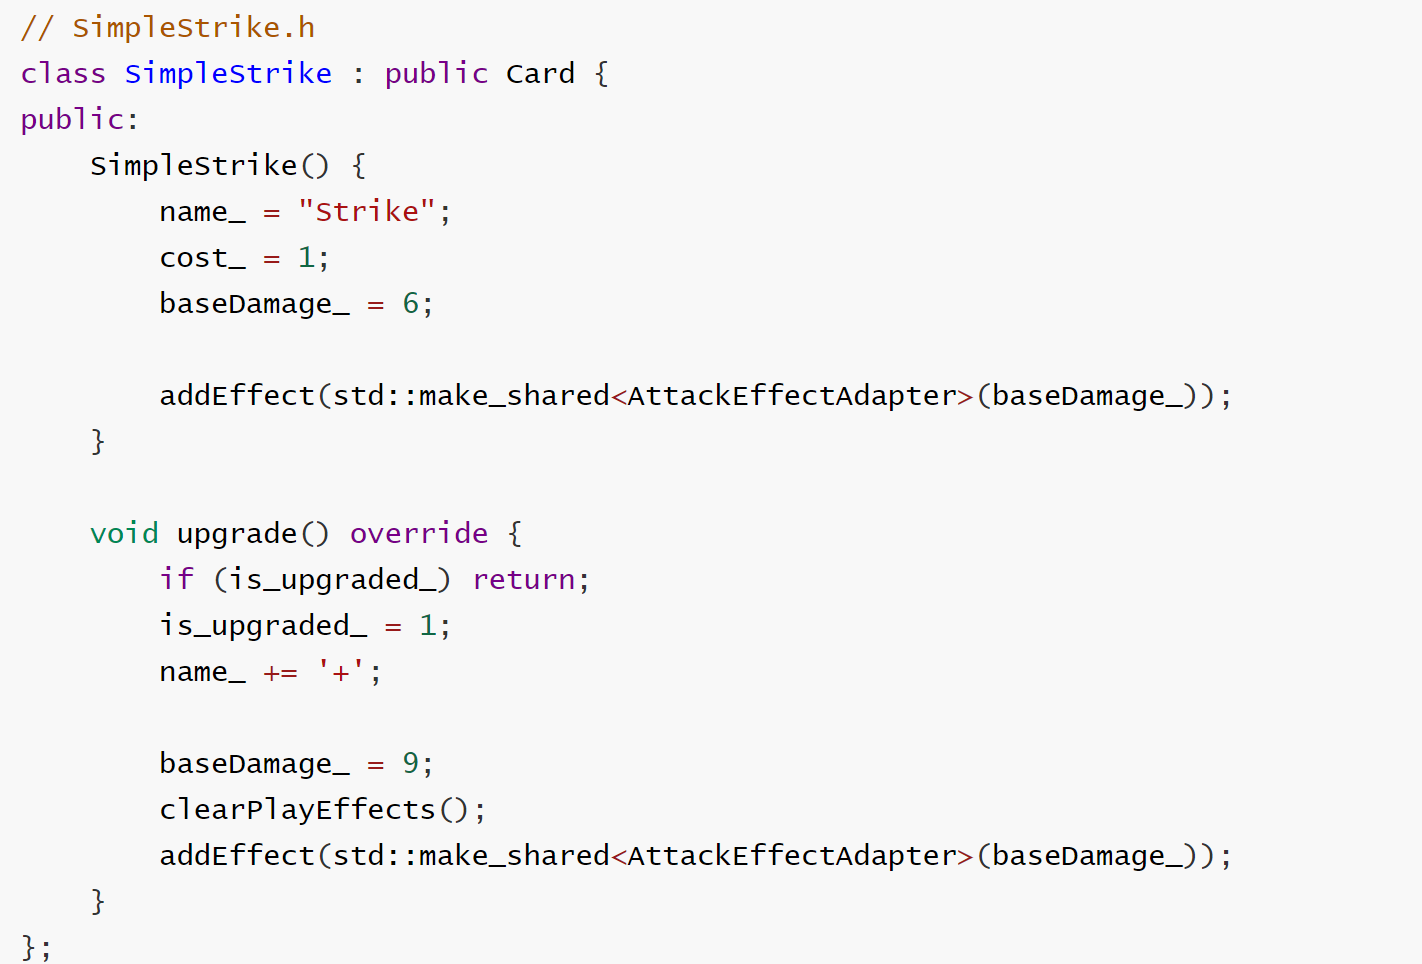 // SimpleStrike.h
class SimpleStrike : public Card {
public:
    SimpleStrike() {
        name_ = "Strike";
        cost_ = 1;
        baseDamage_ = 6;

        addEffect(std::make_shared<AttackEffectAdapter>(baseDamage_));
    }

    void upgrade() override {
        if (is_upgraded_) return;
        is_upgraded_ = 1;
        name_ += '+';

        baseDamage_ = 9;
        clearPlayEffects();
        addEffect(std::make_shared<AttackEffectAdapter>(baseDamage_));
    }
};